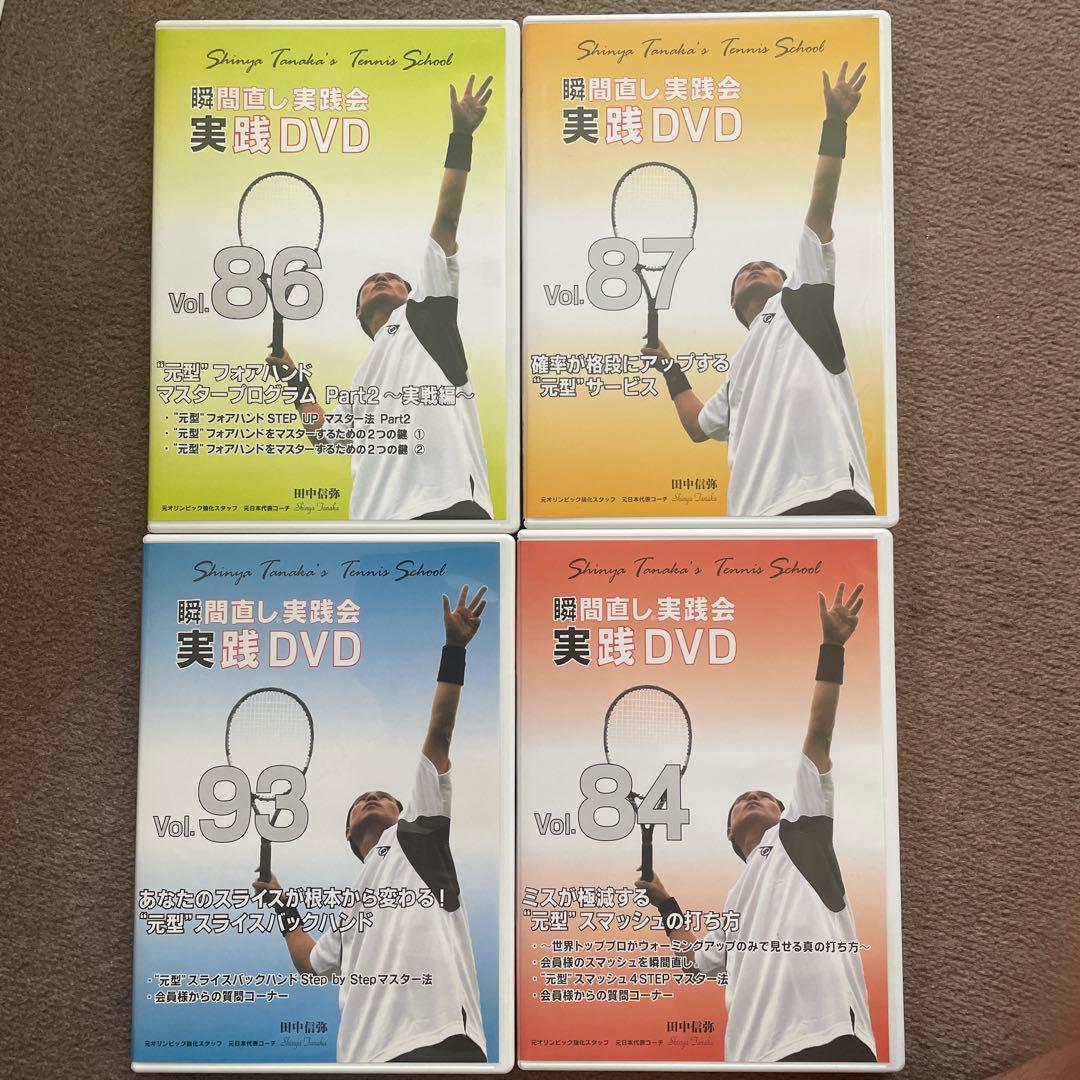 Shinya Tanaka's Tennis School
瞬間直し実践会
実践DVD
Vol.86
"元型"フォアハンド
マスタープログラム Part2 〜実戦編〜
・"元型"フォアハンド STEP UP マスター法 Part2
・"元型"フォアハンドをマスターするための2つの鍵 ①
・"元型"フォアハンドをマスターするための2つの鍵 ②
田中信弥
元オリンピック強化スタッフ 元日本代表コーチ Shinya Tanaka
Shinya Tanaka's Tennis School
瞬間直し実践会
実践DVD
Vol.87
確率が格段にアップする
"元型"サービス
田中信弥
元オリンピック強化スタッフ 元日本代表コーチ Shinya Tanaka
Shinya Tanaka's Tennis School
瞬間直し®実践会
実践DVD
Vol.93
あなたのスライスが根本から変わる!
"元型"スライスバックハンド
・"元型"スライスバックハンド Step by Stepマスター法
・会員様からの質問コーナー
田中信弥
元オリンピック強化スタッフ 元日本代表コーチ Shinya Tanaka
Shinya Tanaka's Tennis School
瞬間直し®実践会
実践DVD
Vol.84
ミスが極減する
"元型"スマッシュの打ち方
・〜世界トッププロがウォーミングアップのみで見せる真の打ち方〜
・会員様のスマッシュを瞬間直し
・"元型"スマッシュ4STEPマスター法
・会員様からの質問コーナー
田中信弥
元オリンピック強化スタッフ 元日本代表コーチ Shinya Tanaka